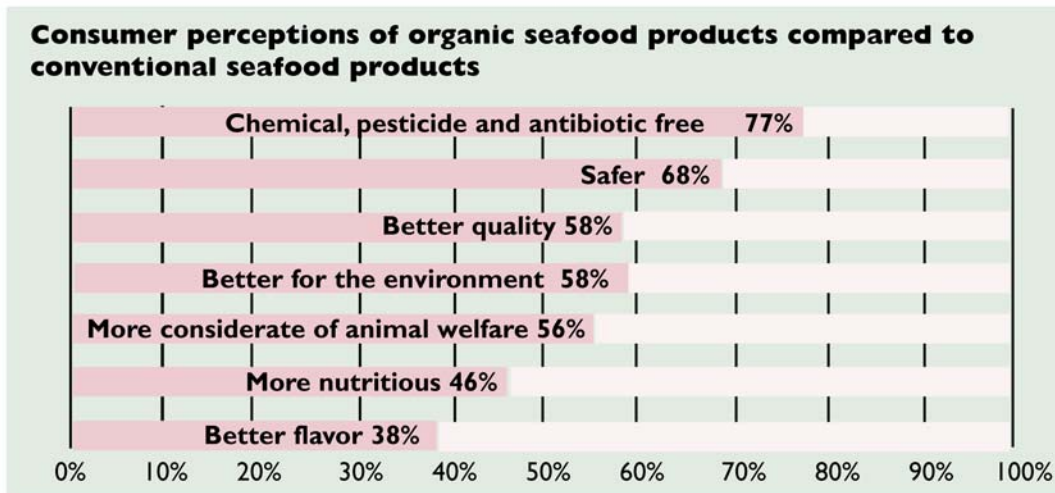 Consumer perceptions of organic seafood products compared to
conventional seafood products
Chemical, pesticide and antibiotic free 77%
Safer 68%
Better quality 58%
Better for the environment 58%
More considerate of animal welfare 56%
More nutritious 46%
Better flavor 38%
0% 10% 20% 30% 40% 50% 60% 70% 80% 90% 100%